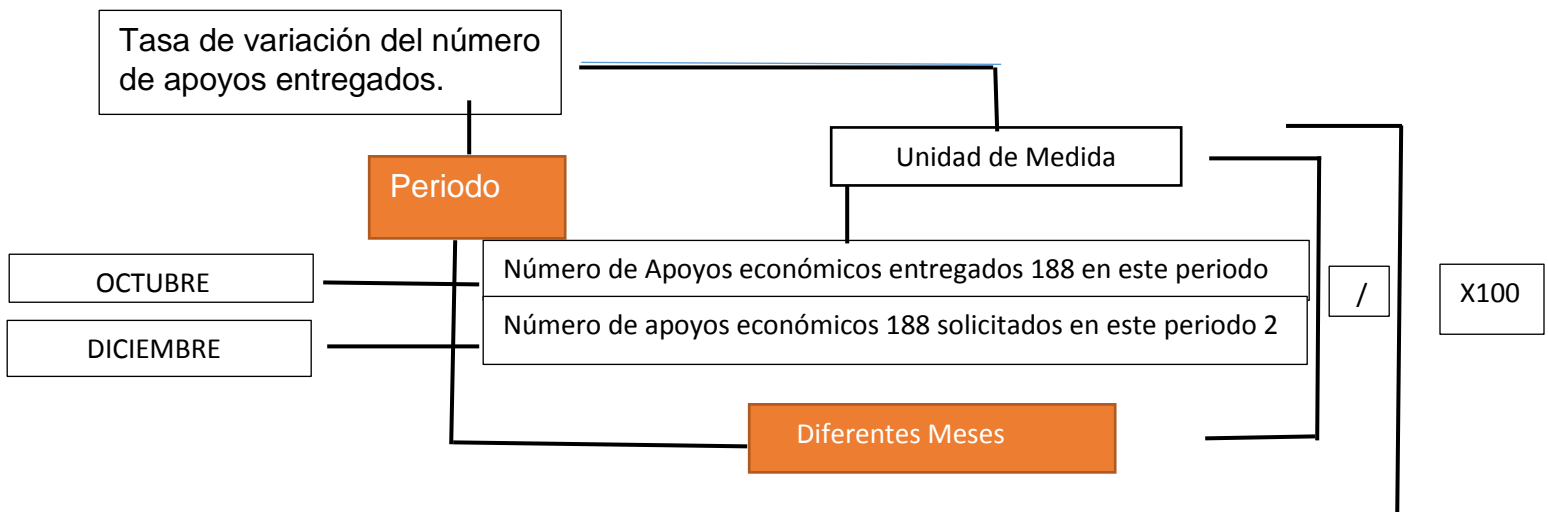 Tasa de variación del número
de apoyos entregados.
Unidad de Medida
Periodo
OCTUBRE
Número de Apoyos económicos entregados 188 en este periodo
/
X100
DICIEMBRE
Número de apoyos económicos 188 solicitados en este periodo 2
Diferentes Meses